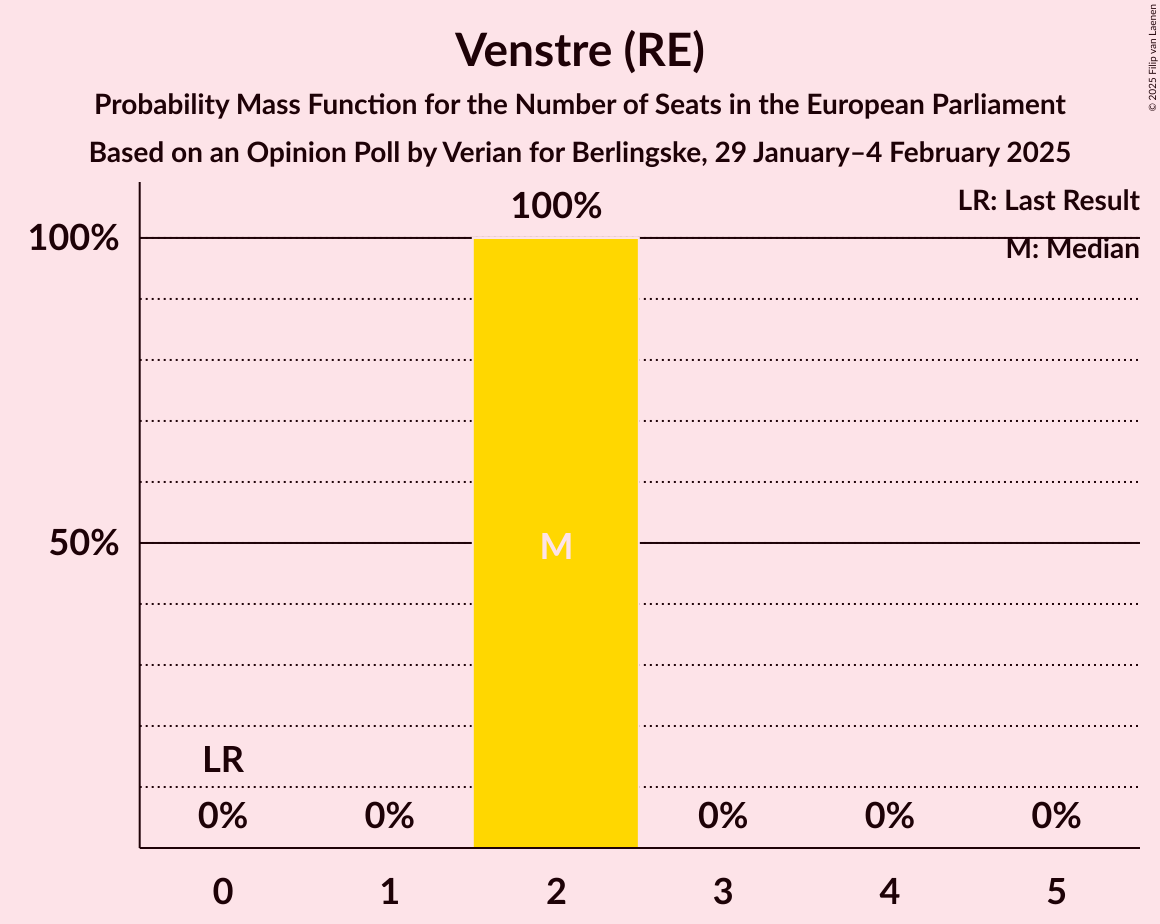 Venstre (RE)
Probability Mass Function for the Number of Seats in the European Parliament
Based on an Opinion Poll by Verian for Berlingske, 29 January–4 February 2025
© 2025 Filip van Laenen
LR: Last Result
M: Median
100%
100%
50%
M
LR
0%
0%
0%
0%
0%
0
1
2
3
4
5